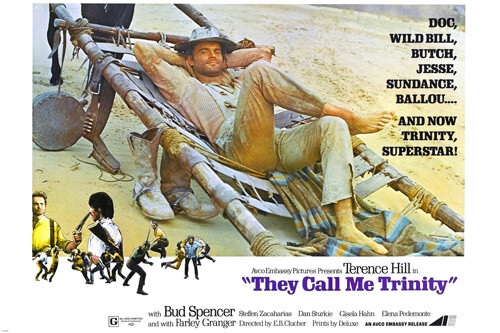 DOC,
WILD BILL,
BUTCH,
JESSE,
SUNDANCE,
BALLOU....
AND NOW
TRINITY,
SUPERSTAR!
Avco Embassy Pictures Presents Terence Hill in
"They Call Me Trinity"
with Bud Spencer Steffen Zacharias Dan Sturkie Gisela Hahn Elena Pedemonte
and with Farley Granger Directed by E.B. Clucher Prints by Deluxe AN AVCO EMBASSY RELEASE
G